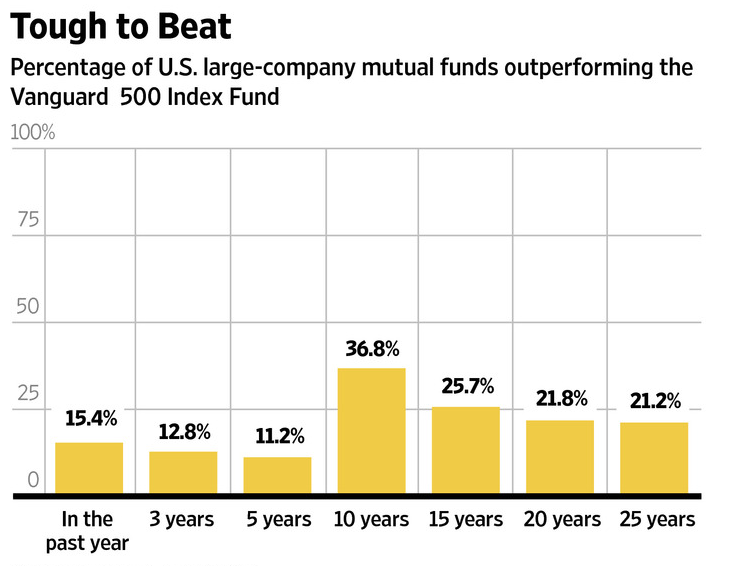 Tough to Beat
Percentage of U.S. large-company mutual funds outperforming the
Vanguard 500 Index Fund
100%
75
50
25
0
15.4%
12.8%
11.2%
36.8%
25.7%
21.8%
21.2%
In the
past year
3 years
5 years
10 years
15 years
20 years
25 years